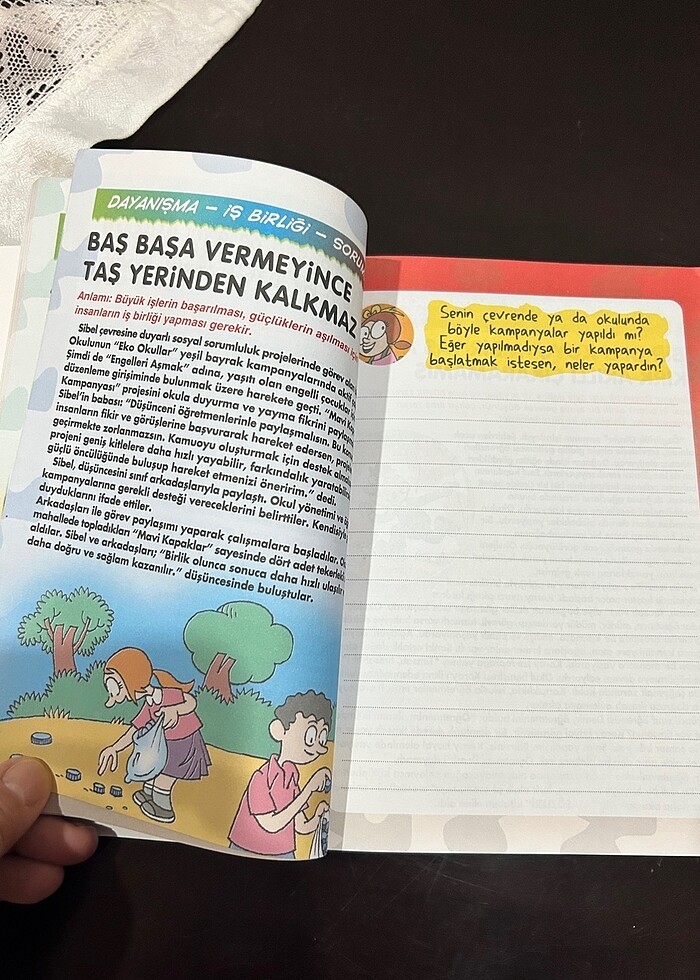 DAYANIŞMA – İŞ BİRLİĞİ –
BAŞ BAŞA VERMEYİNCE
TAŞ YERİNDEN KALKMAZ
Anlamı: Büyük işlerin başarılması, güçlüklerin aşılması
insanların iş birliği yapması gerekir.
Sibel çevresine duyarlı sosyal sorumluluk projelerinde görev
Okulunun "Eko Okullar" yeşil bayrak kampanyalarında aktif
Şimdi de "Engelleri Aşmak" adına, yaşıtı olan engelli çocuklar
düzenleme girişiminde bulunmak üzere harekete geçti. "Mavi
Kampanyası" projesini okula duyurma ve yayma fikrini
Sibel'in babası: "Düşünceni öğretmenlerinle paylaşmalısın. Bu
insanların fikir ve görüşlerine başvurarak hareket edersen,
geçirmekte zorlanmazsın. Kamuoyu oluşturmak için destek
projeni geniş kitlelere daha hızlı yayabilir, farkındalık
güçlü öncülüğünde buluşup hareket etmenizi öneririm." dedi.
Sibel, düşüncesini sınıf arkadaşlarıyla paylaştı. Okul yönetimi ve
kampanyalarına gerekli desteği vereceklerini belirttiler.
duyduklarını ifade ettiler.
Arkadaşları ile görev paylaşımı yaparak çalışmalara başladılar.
mahallede topladıkları "Mavi Kapaklar" sayesinde dört adet
aldılar. Sibel ve arkadaşları; "Birlik olunca sonuca daha hızlı
daha doğru ve sağlam kazanılır." düşüncesinde buluştular.
Senin çevrende ya da okulunda
böyle kampanyalar yapıldı mı?
Eğer yapılmadıysa bir kampanya
başlatmak istesen, neler yapardın?